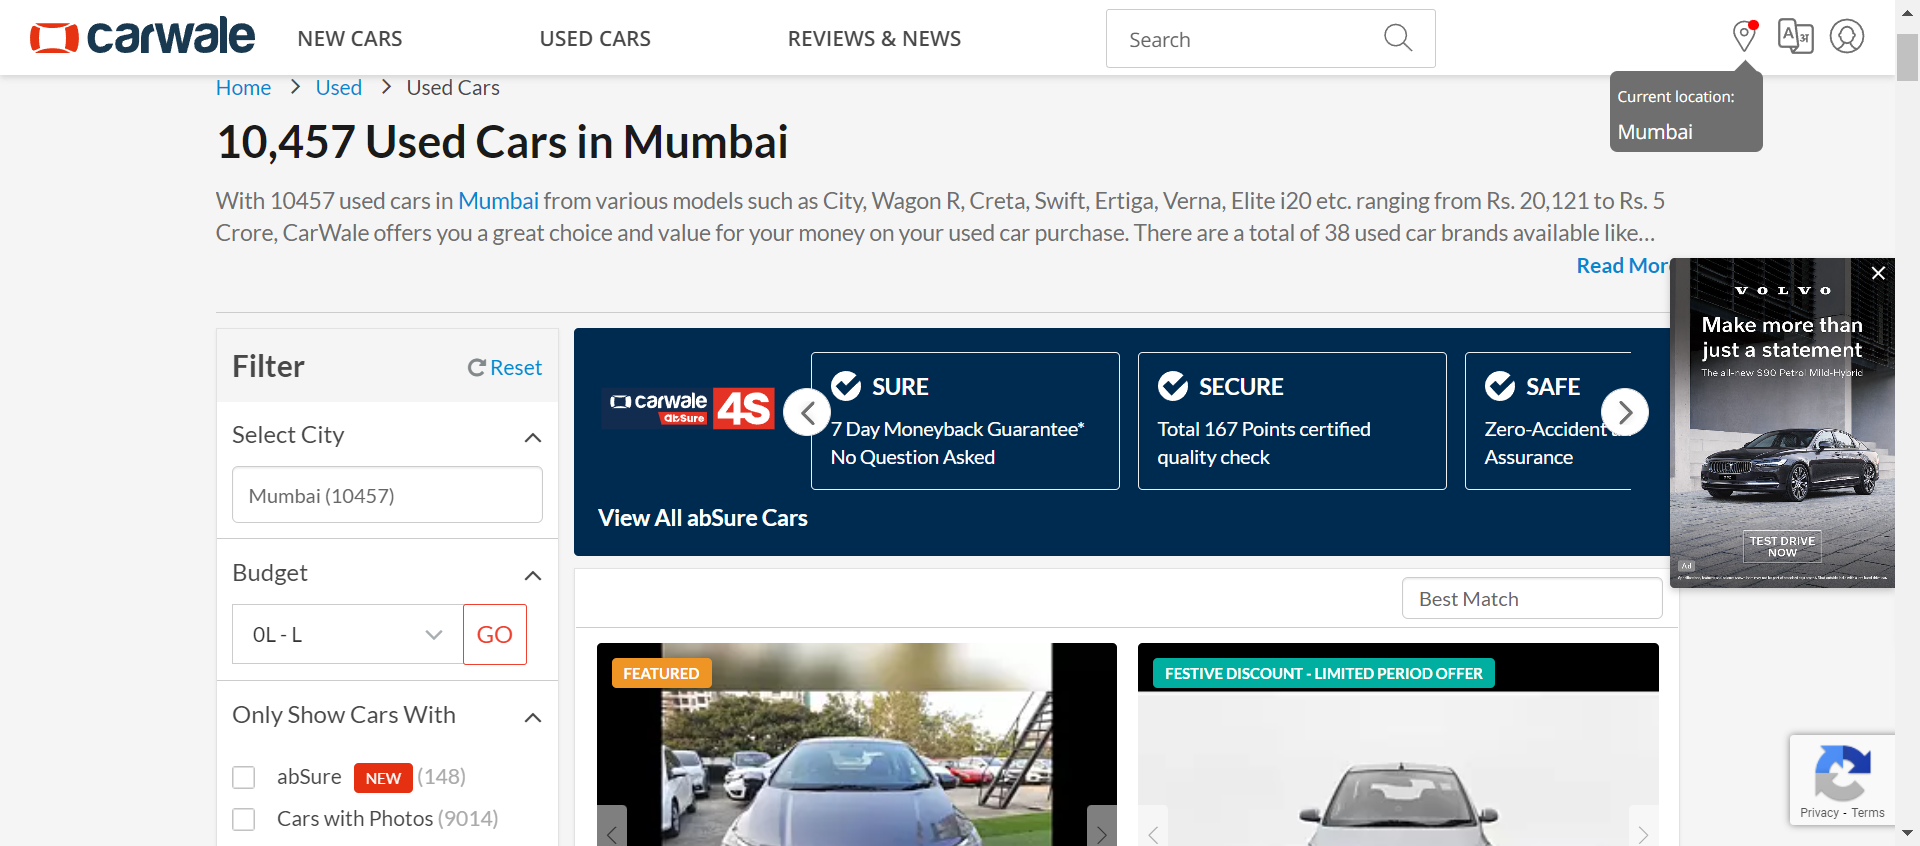 carwale
NEW CARS
USED CARS
REVIEWS & NEWS
Search
A अ
Current location:
Mumbai
Home > Used > Used Cars
10,457 Used Cars in Mumbai
With 10457 used cars in Mumbai from various models such as City, Wagon R, Creta, Swift, Ertiga, Verna, Elite i20 etc. ranging from Rs. 20,121 to Rs. 5
Crore, CarWale offers you a great choice and value for your money on your used car purchase. There are a total of 38 used car brands available like...
Read Mor
Filter
Reset
Select City
Mumbai (10457)
Budget
0L - L
GO
Only Show Cars With
abSure NEW (148)
Cars with Photos (9014)
carwale
abSure
4S
SURE
7 Day Moneyback Guarantee*
No Question Asked
SECURE
Total 167 Points certified
quality check
SAFE
Zero-Accident
Assurance
View All abSure Cars
Best Match
FEATURED
FESTIVE DISCOUNT - LIMITED PERIOD OFFER
VOLVO
Make more than
just a statement
The all-new S90 Petrol Mild-Hybrid
TEST DRIVE
NOW
Ad
Privacy - Terms